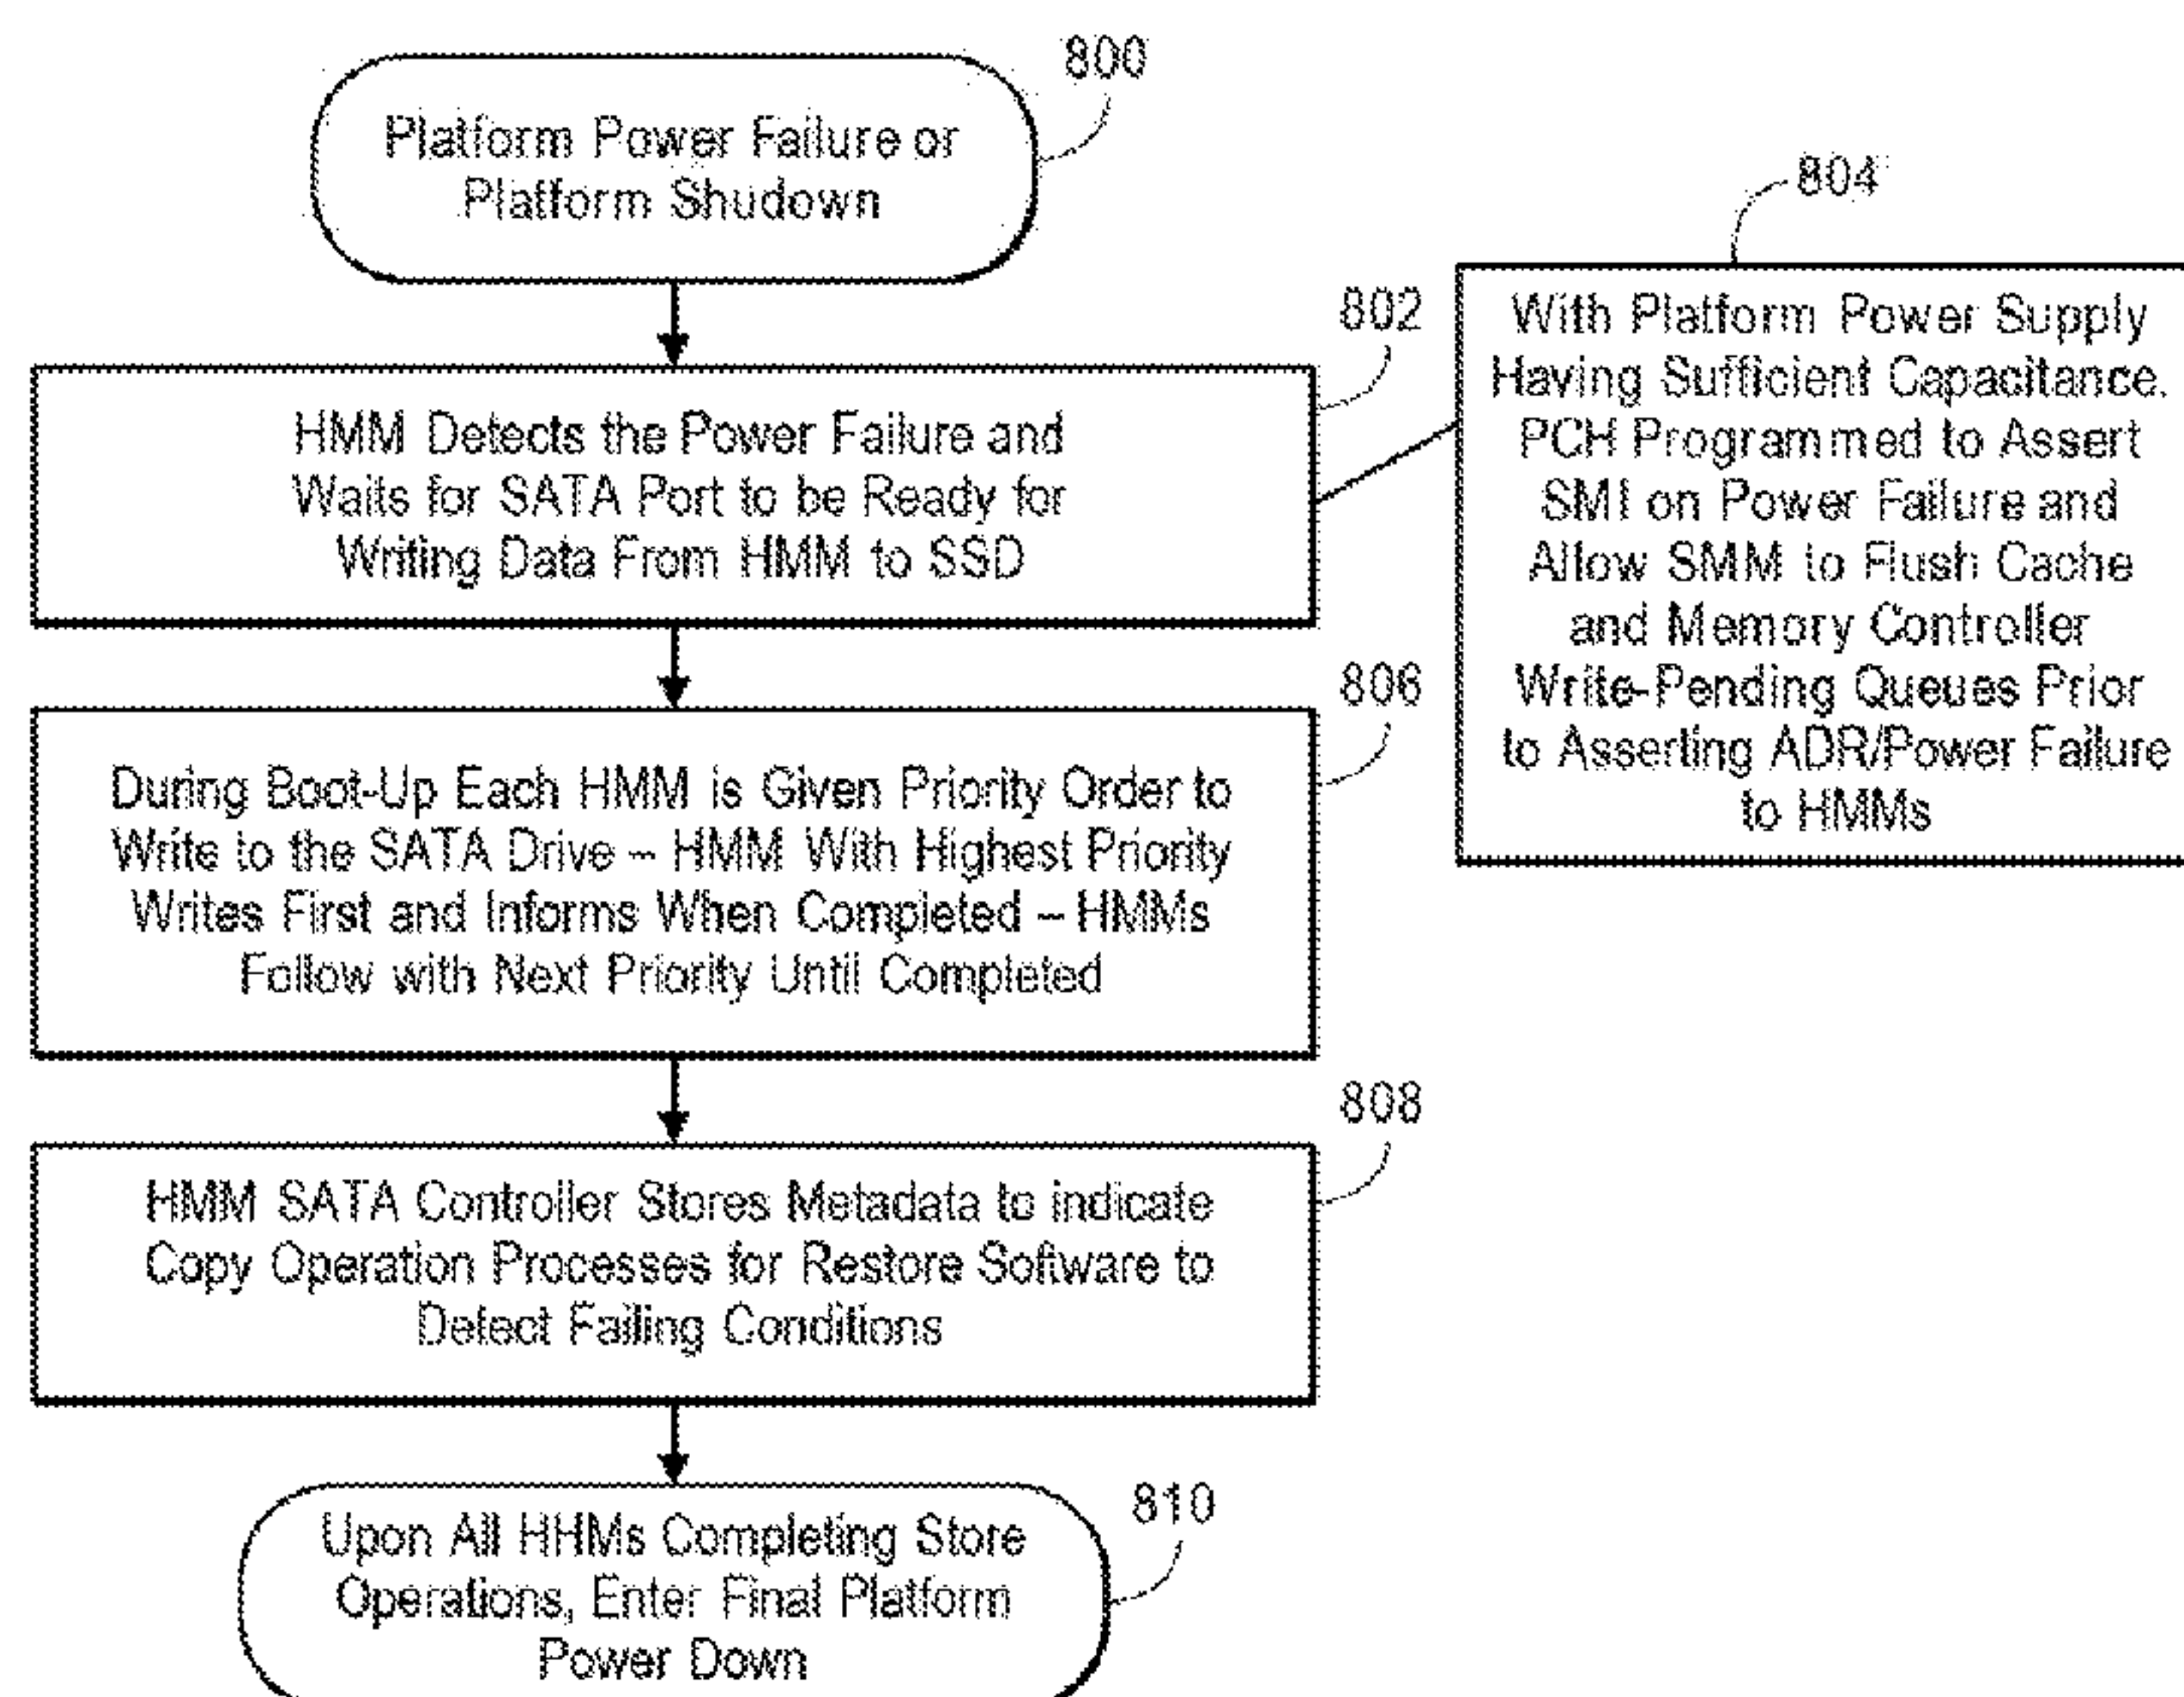 800
Platform Power Failure or
Platform Shudown
802
HMM Detects the Power Failure and
Waits for SATA Port to be Ready for
Writing Data From HMM to SSD
804
With Platform Power Supply
Having Sufficient Capacitance.
PCH Programmed to Assert
SMI on Power Failure and
Allow SMM to Flush Cache
and Memory Controller
Write-Pending Queues Prior
to Asserting ADR/Power Failure
to HMMs
806
During Boot-Up Each HMM is Given Priority Order to
Write to the SATA Drive – HMM With Highest Priority
Writes First and Informs When Completed – HMMs
Follow with Next Priority Until Completed
808
HMM SATA Controller Stores Metadata to indicate
Copy Operation Processes for Restore Software to
Detect Failing Conditions
810
Upon All HHMs Completing Store
Operations, Enter Final Platform
Power Down